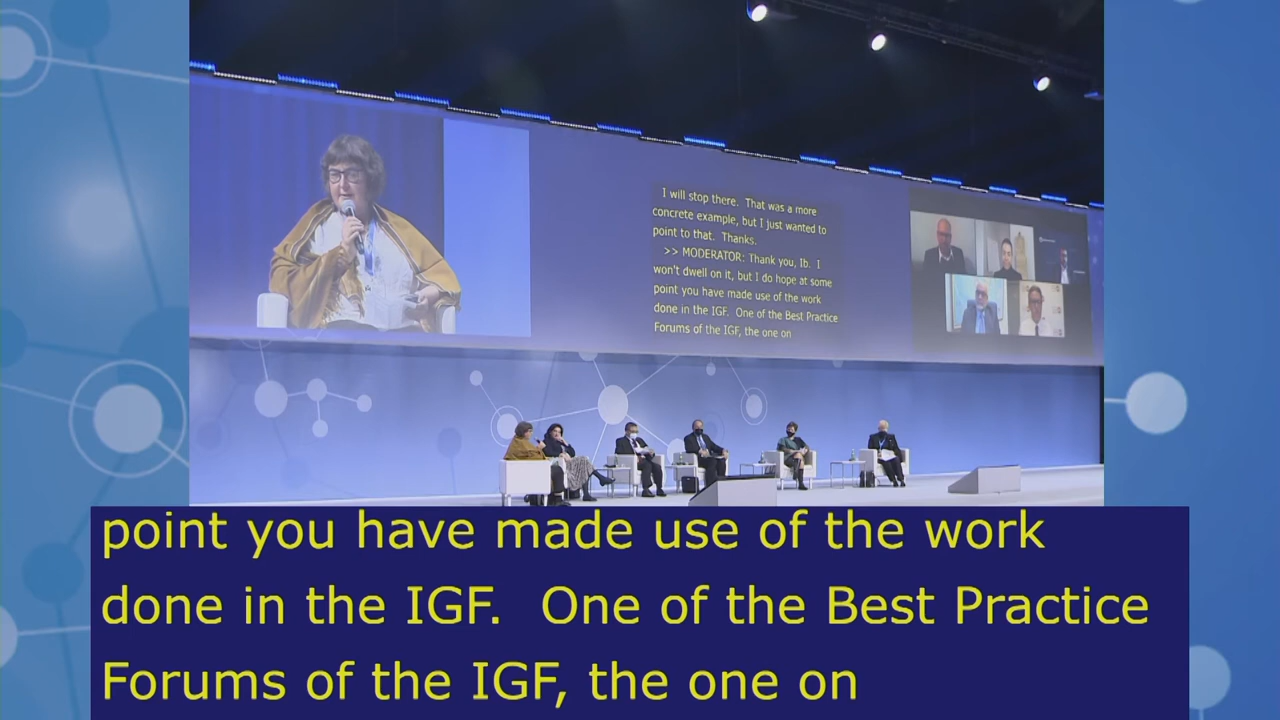 I will stop there.  That was a more
concrete example, but I just wanted to
point to that.  Thanks.
>> MODERATOR: Thank you, Ib.  I
won't dwell on it, but I do hope at some
point you have made use of the work
done in the IGF.  One of the Best Practice
Forums of the IGF, the one on
point you have made use of the work
done in the IGF.  One of the Best Practice
Forums of the IGF, the one on